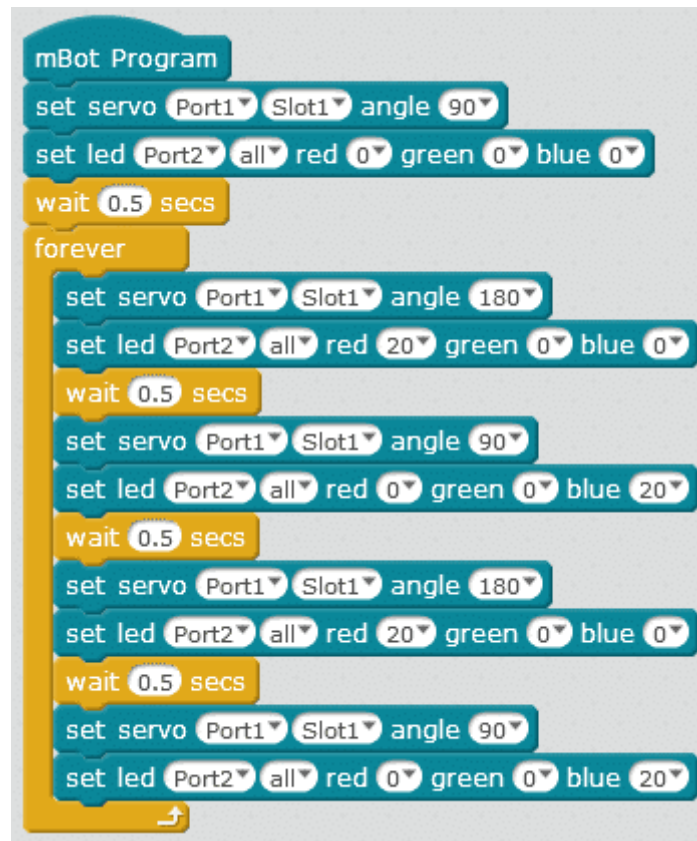 mBot Program
set servo Port1 Slot1 angle 90
set led Port2 all red 0 green 0 blue 0
wait 0.5 secs
forever
set servo Port1 Slot1 angle 180
set led Port2 all red 20 green 0 blue 0
wait 0.5 secs
set servo Port1 Slot1 angle 90
set led Port2 all red 0 green 0 blue 20
wait 0.5 secs
set servo Port1 Slot1 angle 180
set led Port2 all red 20 green 0 blue 0
wait 0.5 secs
set servo Port1 Slot1 angle 90
set led Port2 all red 0 green 0 blue 20